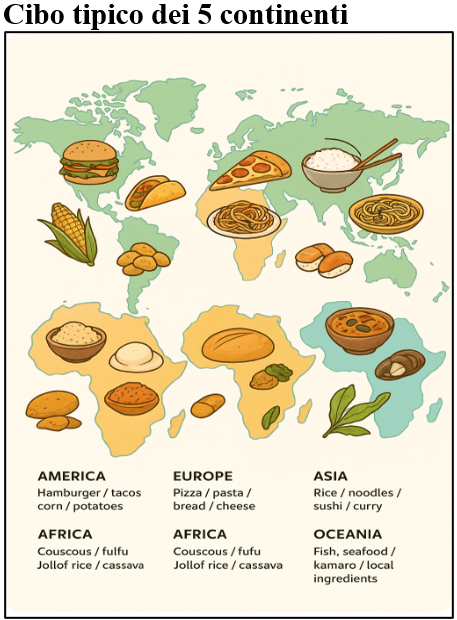 Cibo tipico dei 5 continenti
AMERICA
Hamburger / tacos
corn / potatoes
EUROPE
Pizza / pasta /
bread / cheese
ASIA
Rice / noodles /
sushi / curry
AFRICA
Couscous / fulfu
Jollof rice / cassava
AFRICA
Couscous / fufu
Jollof rice / cassava
OCEANIA
Fish, seafood /
kamaro / local
ingredients